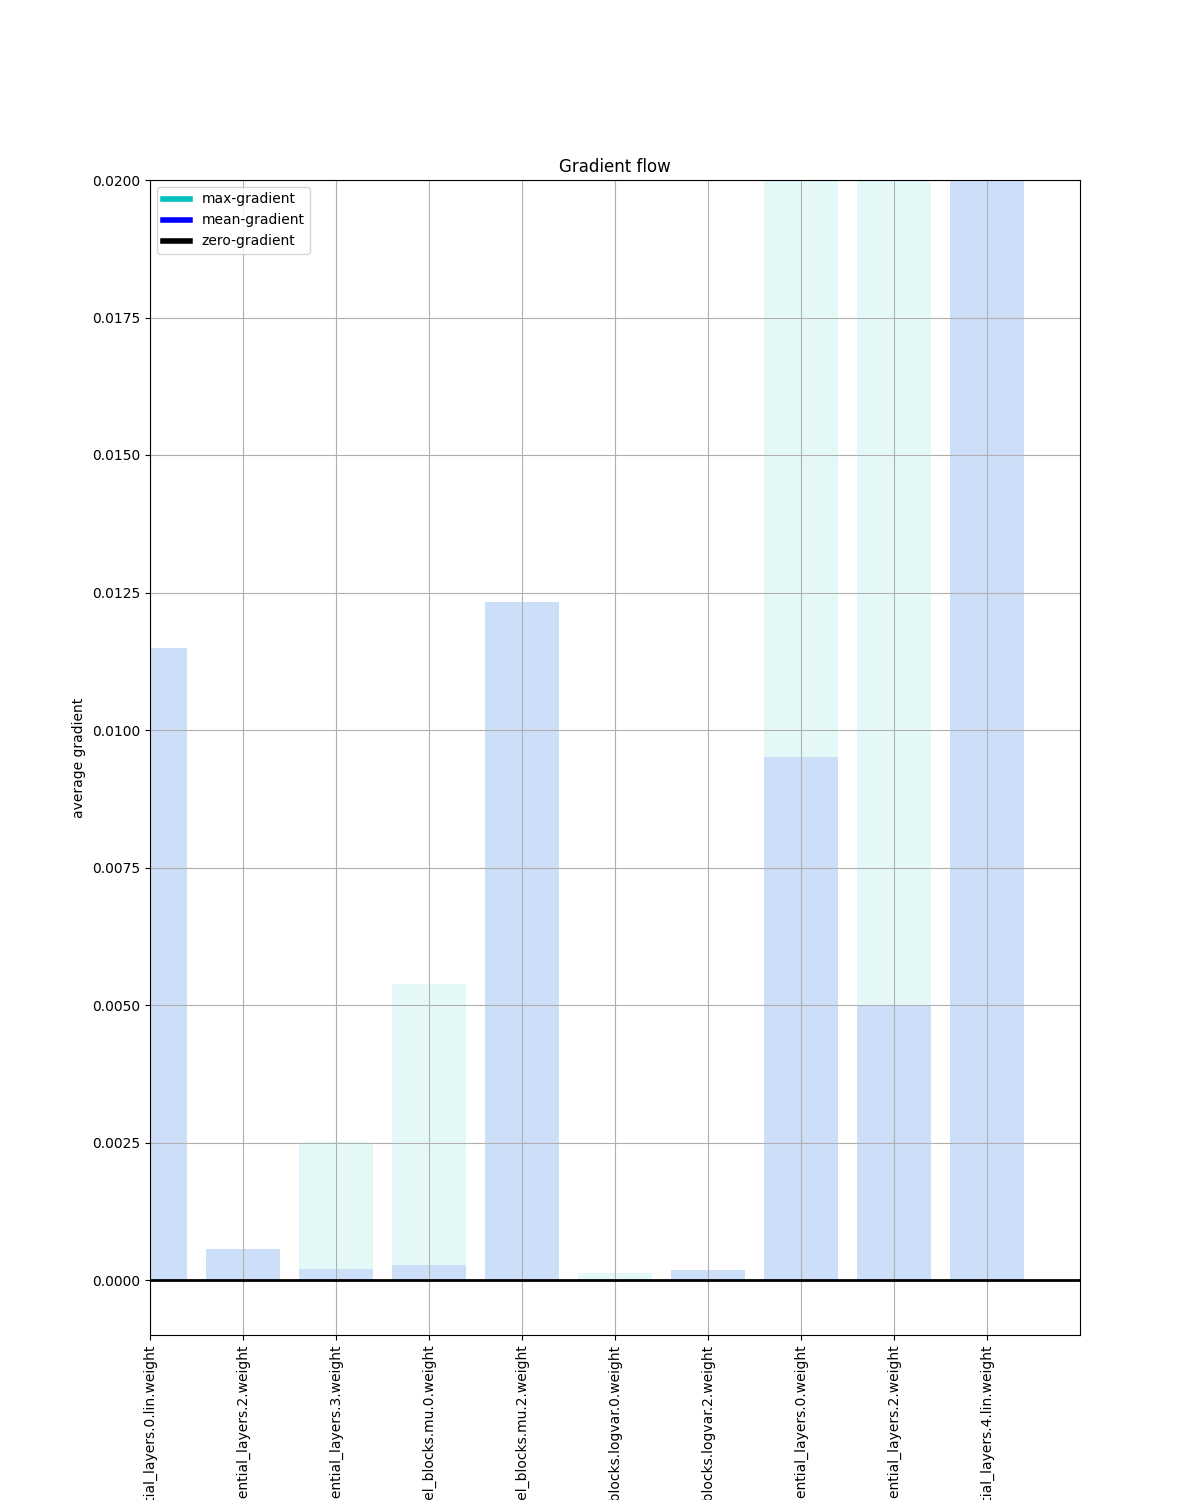 Gradient flow
max-gradient
mean-gradient
zero-gradient
0.0200
0.0175
0.0150
0.0125
0.0100
0.0075
0.0050
0.0025
0.0000
average gradient
tial_layers.0.lin.weight
ential_layers.2.weight
ential_layers.3.weight
el_blocks.mu.0.weight
el_blocks.mu.2.weight
blocks.logvar.0.weight
blocks.logvar.2.weight
ential_layers.0.weight
ential_layers.2.weight
tial_layers.4.lin.weight